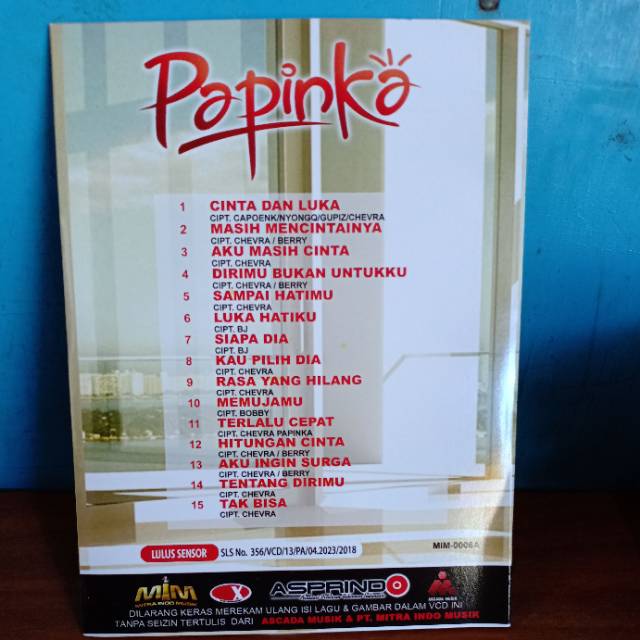 Papinka
1 CINTA DAN LUKA
CIPT. CAPOENK/NYONGQ/GUPIZ/CHEVRA
2 MASIH MENCINTAINYA
CIPT. CHEVRA / BERRY
3 AKU MASIH CINTA
CIPT. CHEVRA
4 DIRIMU BUKAN UNTUKKU
CIPT. CHEVRA / BERRY
5 SAMPAI HATIMU
CIPT. CHEVRA
6 LUKA HATIKU
CIPT. BJ
7 SIAPA DIA
CIPT. BJ
8 KAU PILIH DIA
CIPT. CHEVRA
9 RASA YANG HILANG
CIPT. CHEVRA
10 MEMUJAMU
CIPT. BOBBY
11 TERLALU CEPAT
CIPT. CHEVRA PAPINKA
12 HITUNGAN CINTA
CIPT. CHEVRA / BERRY
13 AKU INGIN SURGA
CIPT. CHEVRA / BERRY
14 TENTANG DIRIMU
CIPT. CHEVRA
15 TAK BISA
CIPT. CHEVRA
LULUS SENSOR SLS No. 356/VCD/13/PA/04.2023/2018 MIM-0006A
MIM X ASPRINDO
MITRA INDO MUSIK ASCADA MUSIK
DILARANG KERAS MEREKAM ULANG ISI LAGU & GAMBAR DALAM VCD INI
TANPA SEIZIN TERTULIS DARI ASCADA MUSIK & PT. MITRA INDO MUSIK